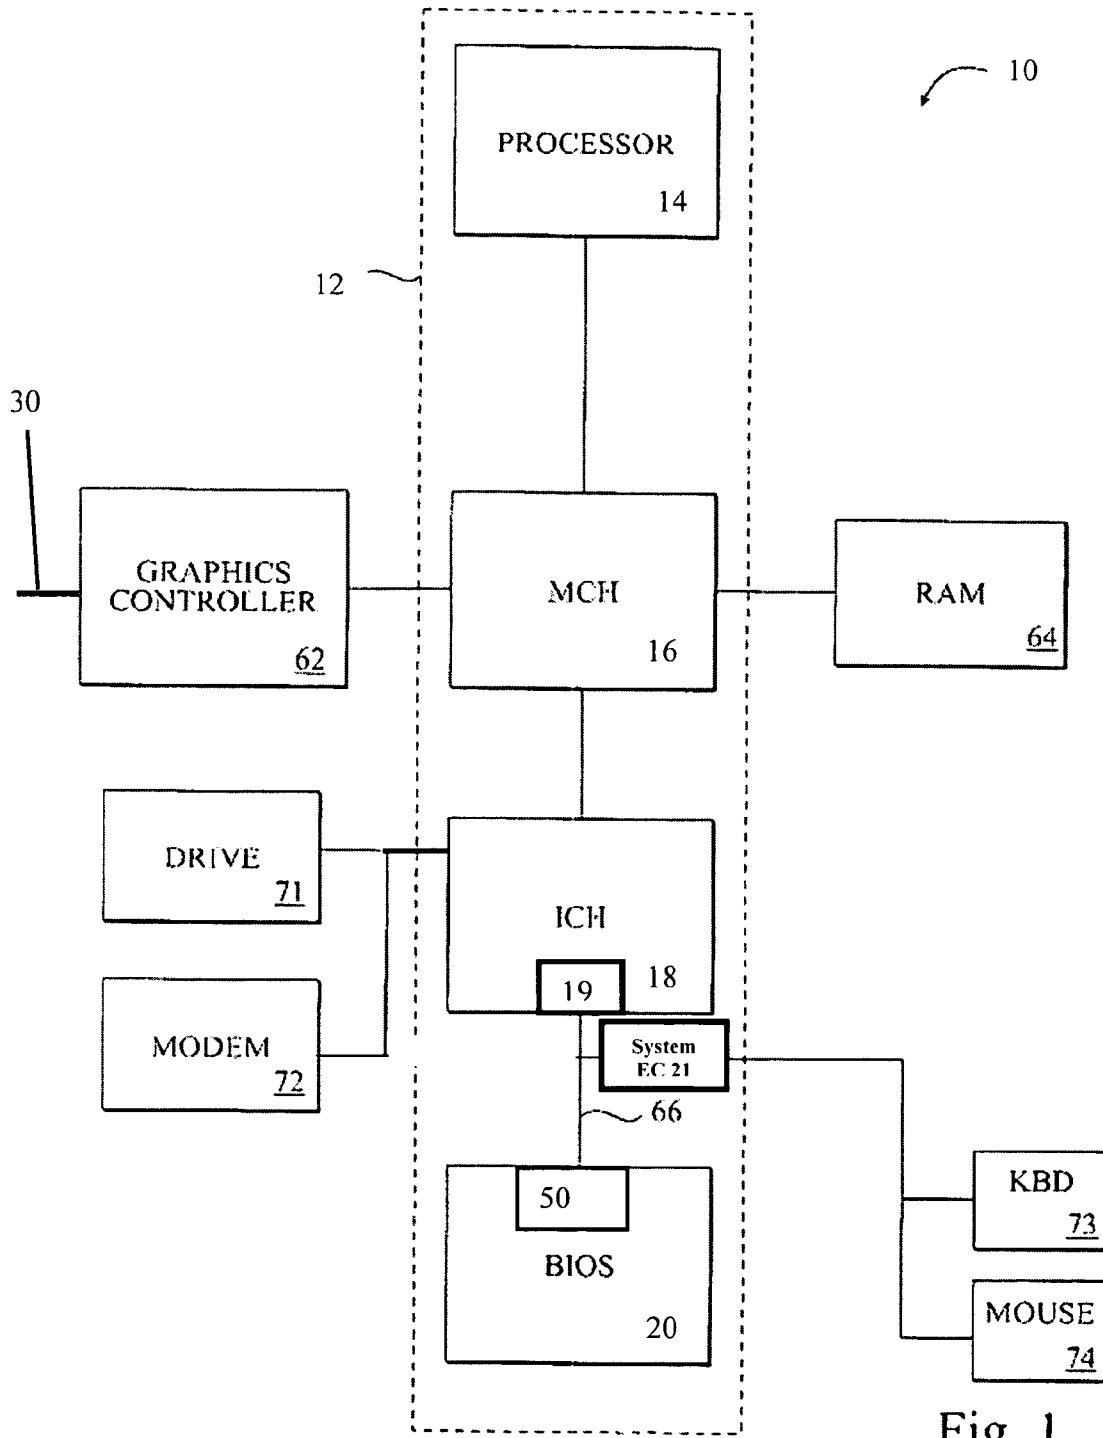 10
PROCESSOR
14
12
30
GRAPHICS
CONTROLLER
62
MCH
16
RAM
64
DRIVE
71
ICH
19
18
MODEM
72
System
EC 21
66
50
BIOS
20
KBD
73
MOUSE
74
Fig. 1